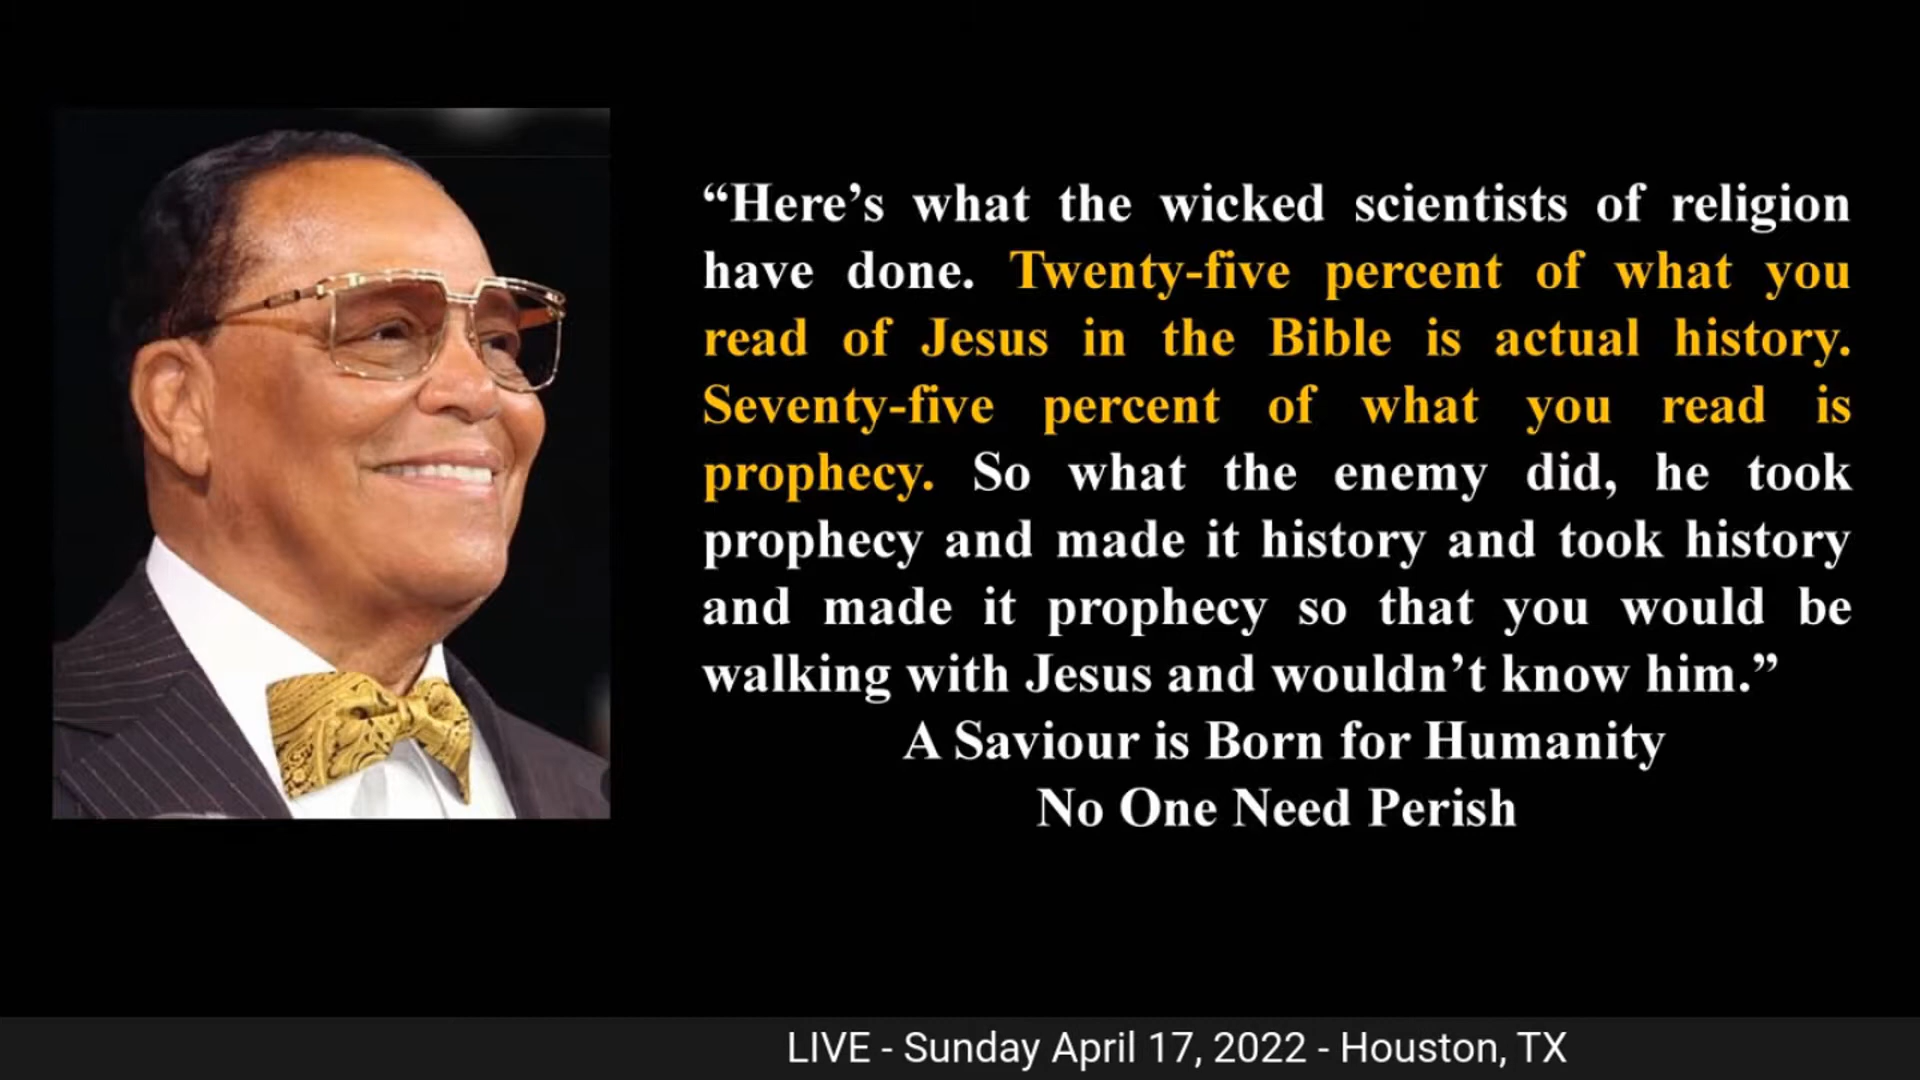 “Here’s what the wicked scientists of religion
have done. Twenty-five percent of what you
read of Jesus in the Bible is actual history.
Seventy-five percent of what you read is
prophecy. So what the enemy did, he took
prophecy and made it history and took history
and made it prophecy so that you would be
walking with Jesus and wouldn’t know him.”
A Saviour is Born for Humanity
No One Need Perish
LIVE - Sunday April 17, 2022 - Houston, TX